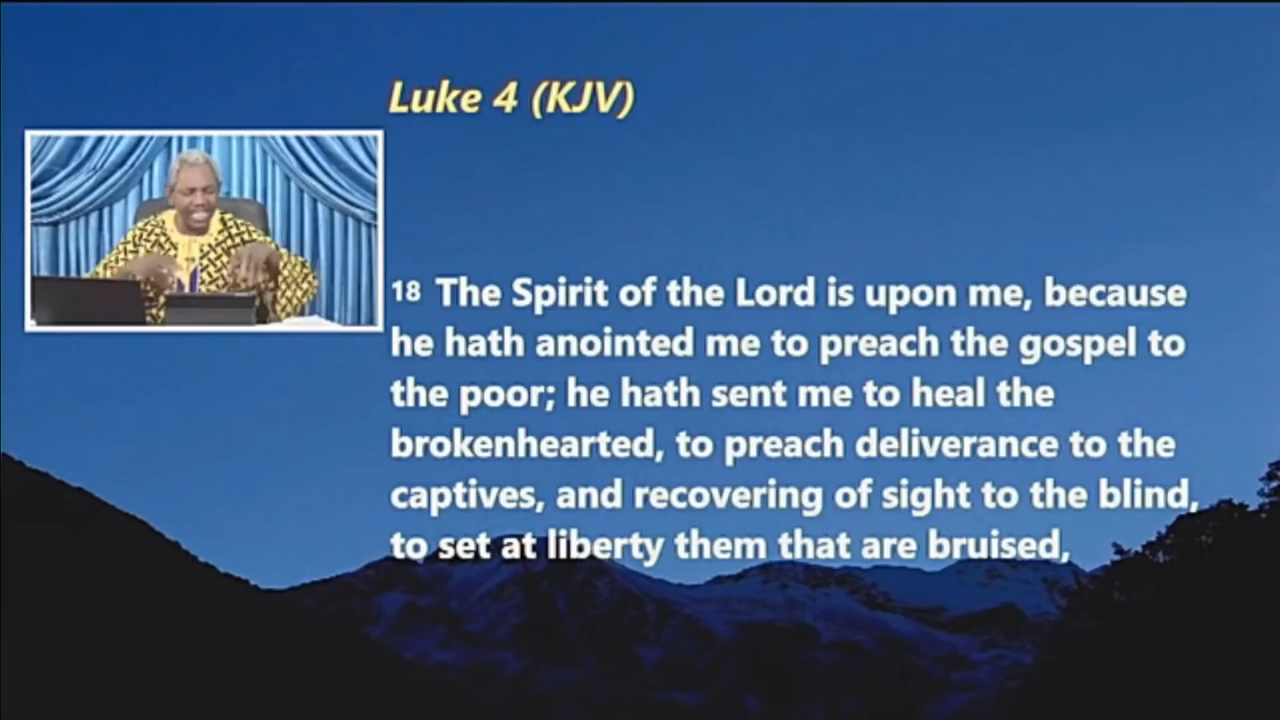 Luke 4 (KJV)
18 The Spirit of the Lord is upon me, because
he hath anointed me to preach the gospel to
the poor; he hath sent me to heal the
brokenhearted, to preach deliverance to the
captives, and recovering of sight to the blind,
to set at liberty them that are bruised,